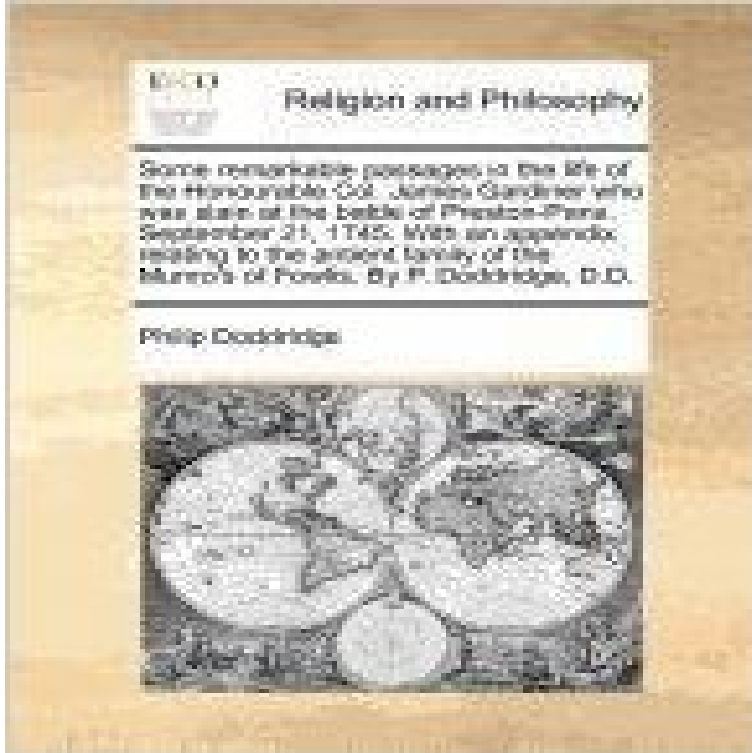 ECCO
Religion and Philosophy
Some remarkable passages in the life of
the Honourable Col. James Gardiner who
was slain at the battle of Preston-Pans,
September 21, 1745. With an appendix
relating to the ancient family of the
Munro's of Fowlis. By P. Doddridge, D.D.
Philip Doddridge